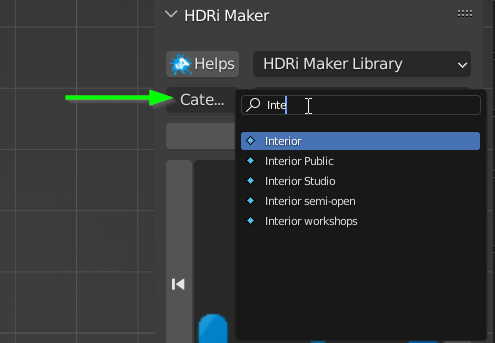 HDRi Maker
Helps HDRi Maker Library
Cate...
Inte
Interior
Interior Public
Interior Studio
Interior semi-open
Interior workshops